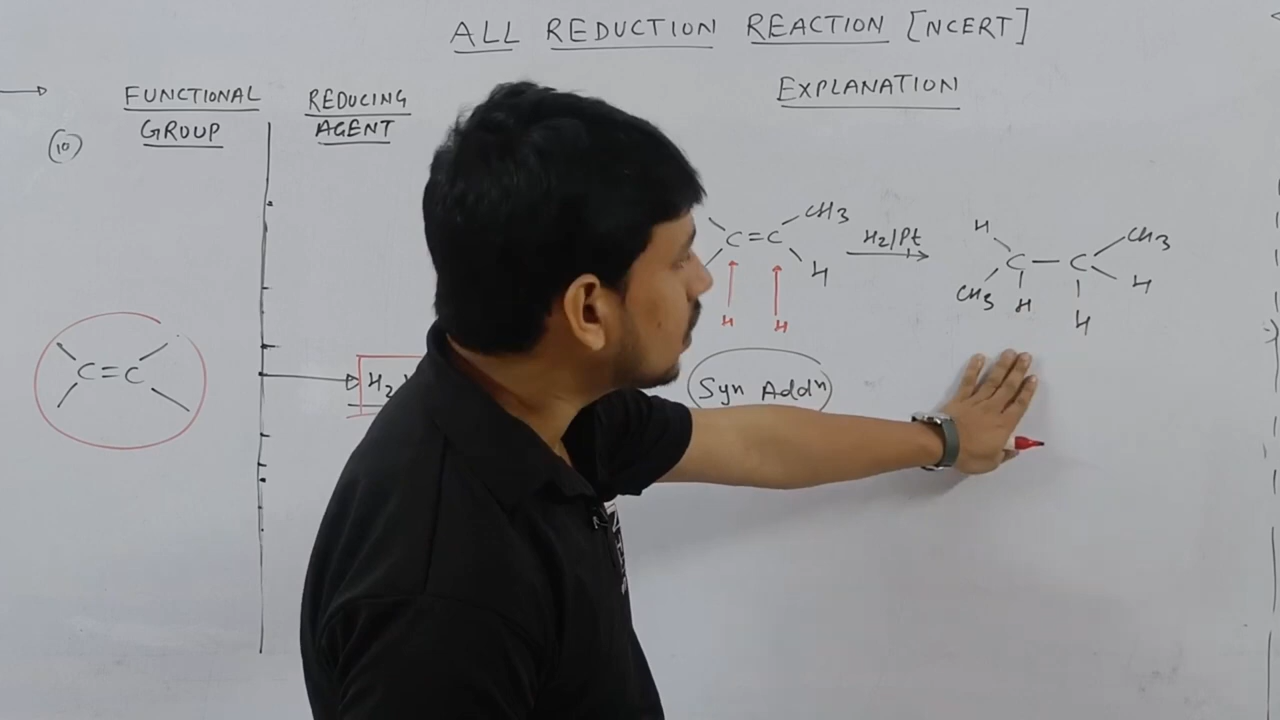 ALL REDUCTION REACTION [NCERT]
FUNCTIONAL GROUP
REDUCING AGENT
EXPLANATION
10
C=C
H2
C=C
CH3
H
H
H
H2/Pt
H
C—C
CH3
CH3
H
H
H
Syn Addn